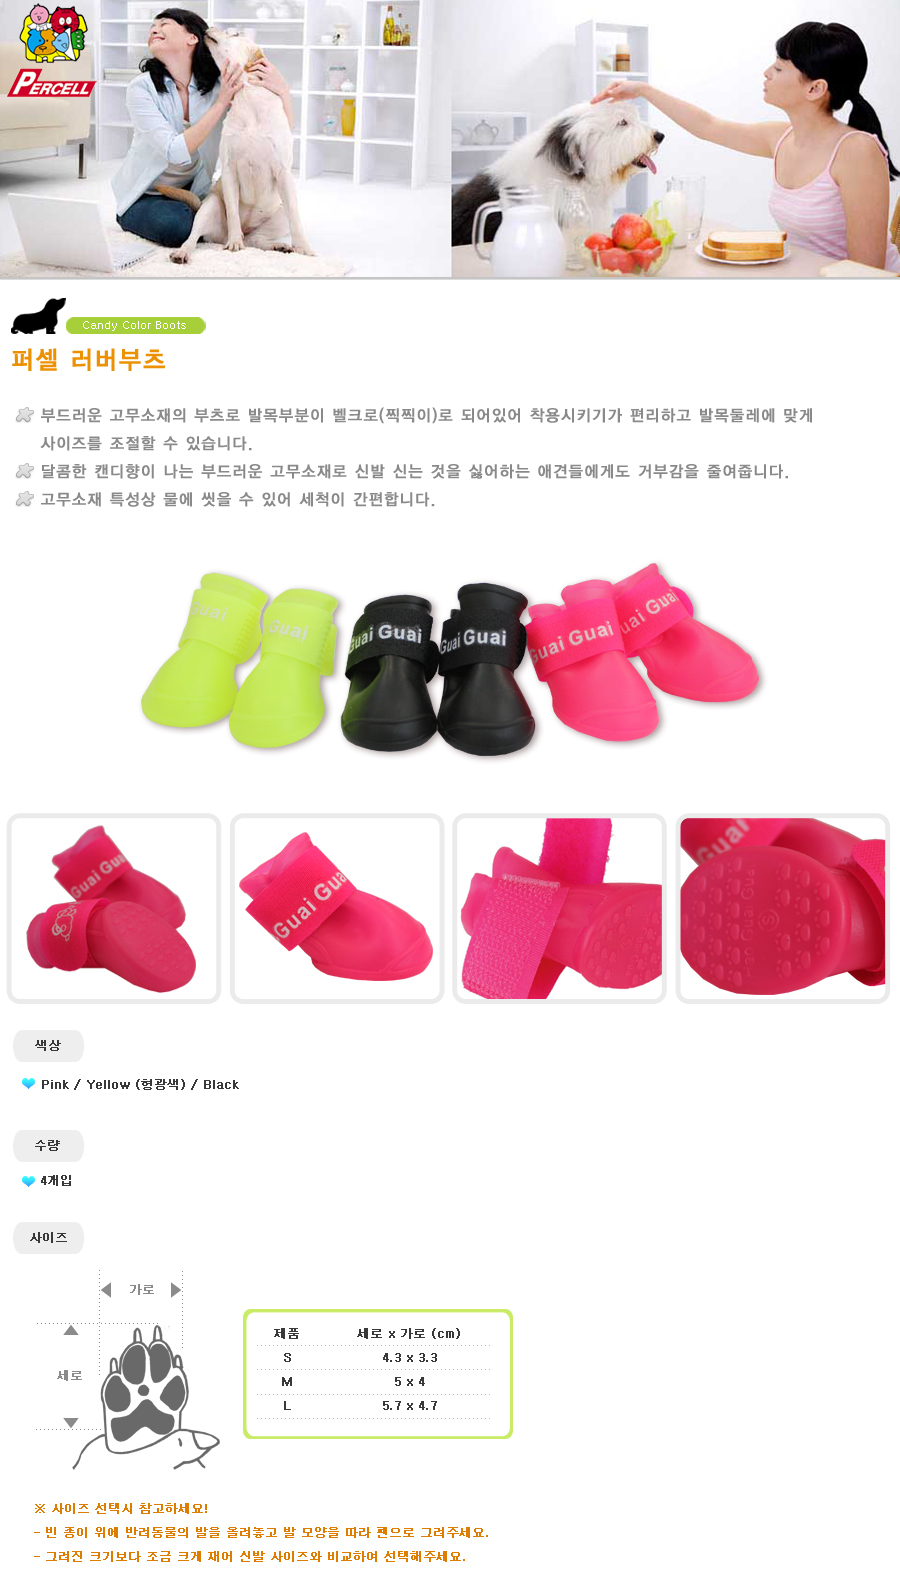 PERCELL
Candy Color Boots
퍼셀 러버부츠
부드러운 고무소재의 부츠로 발목부분이 벨크로(찍찍이)로 되어있어 착용시키기가 편리하고 발목둘레에 맞게
사이즈를 조절할 수 있습니다.
달콤한 캔디향이 나는 부드러운 고무소재로 신발 신는 것을 싫어하는 애견들에게도 거부감을 줄여줍니다.
고무소재 특성상 물에 씻을 수 있어 세척이 간편합니다.
Guai
Guai
Guai Guai
Guai Guai
Guai Guai
uai Guai
Guai Gua
Guai Gua
Guai
색상
Pink / Yellow (형광색) / Black
수량
4개입
사이즈
가로
세로
제품 세로 x 가로 (cm)
S 4.3 x 3.3
M 5 x 4
L 5.7 x 4.7
※ 사이즈 선택시 참고하세요!
- 빈 종이 위에 반려동물의 발을 올려놓고 발 모양을 따라 펜으로 그려주세요.
- 그려진 크기보다 조금 크게 재어 신발 사이즈와 비교하여 선택해주세요.